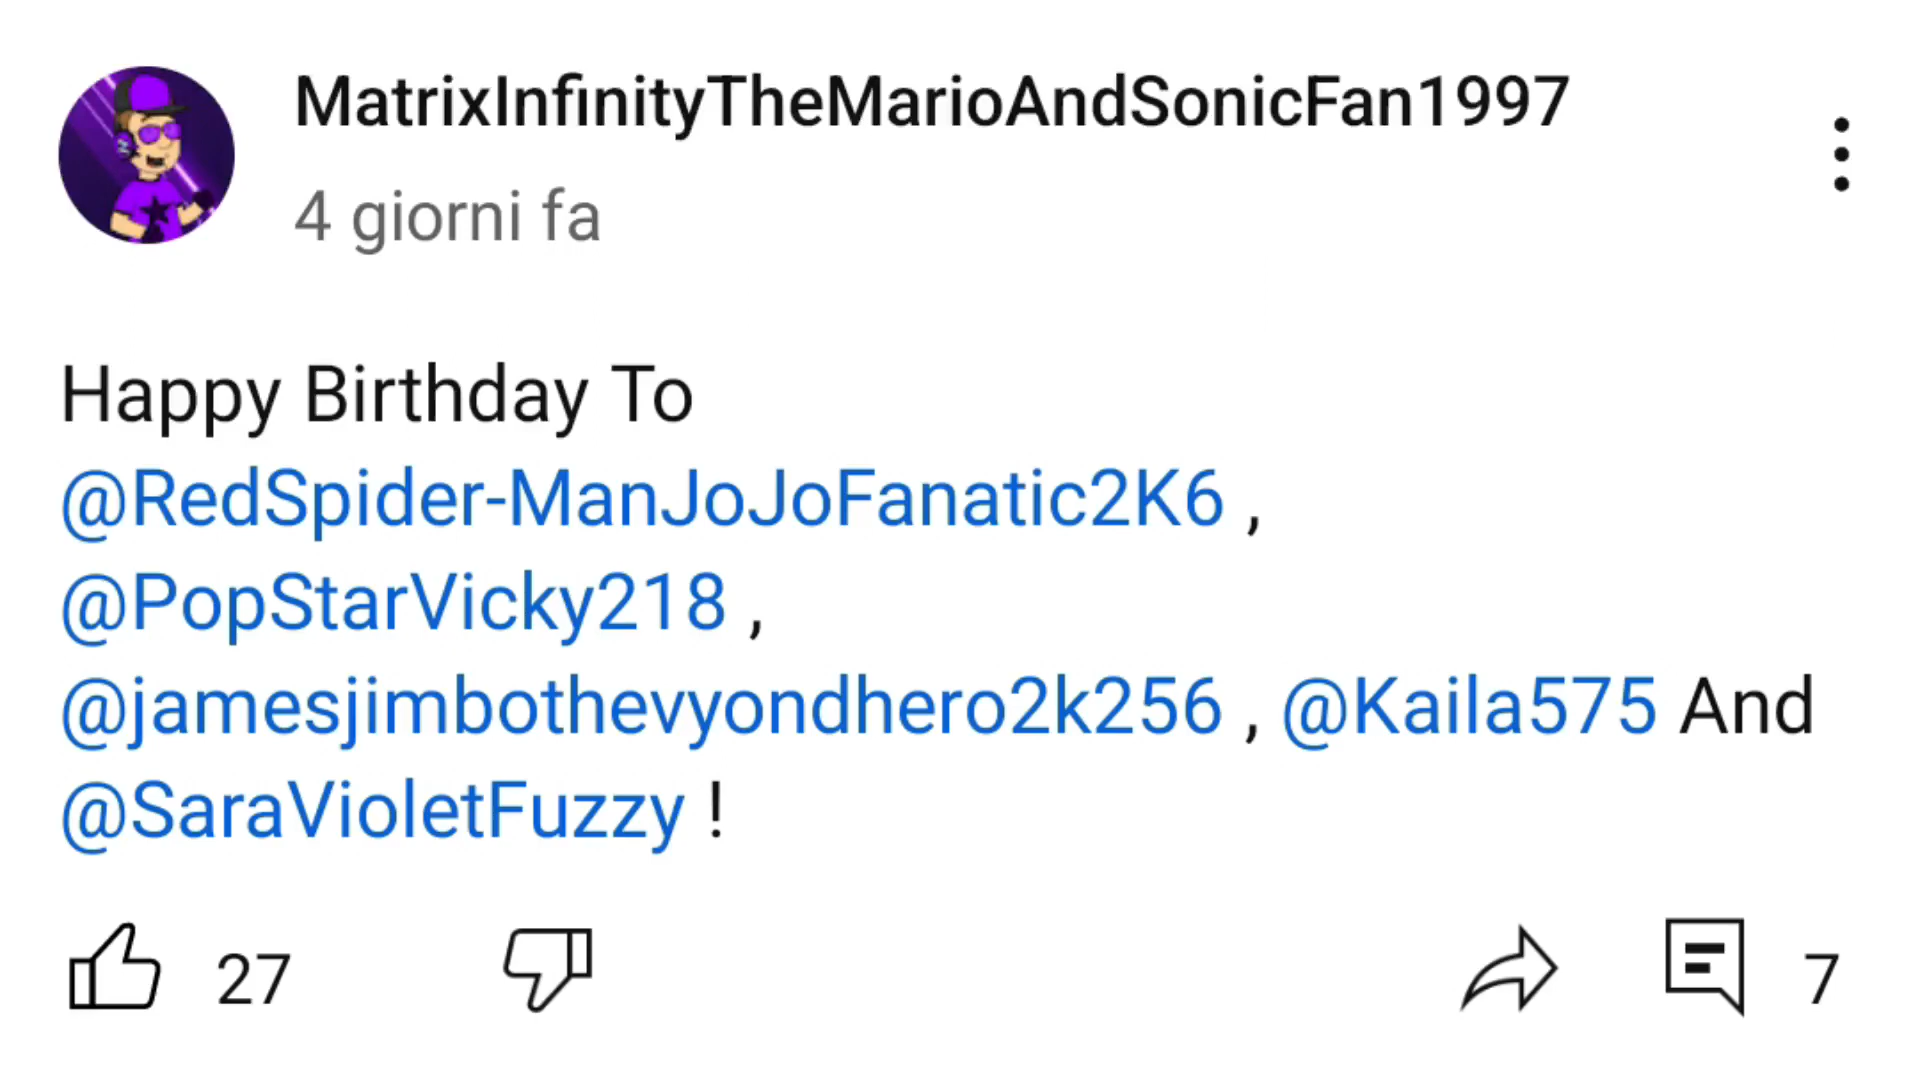 MatrixInfinityTheMarioAndSonicFan1997
4 giorni fa
Happy Birthday To
@RedSpider-ManJoJoFanatic2K6 ,
@PopStarVicky218 ,
@jamesjimbothevyondhero2k256 , @Kaila575 And
@SaraVioletFuzzy !
27
7